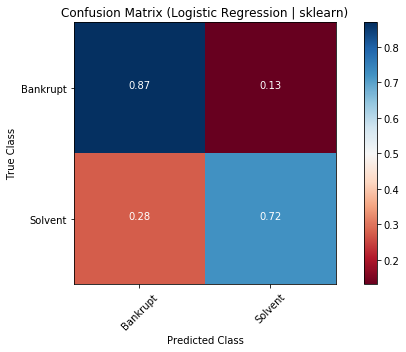 Confusion Matrix (Logistic Regression | sklearn)
True Class
Bankrupt
0.87
0.13
Solvent
0.28
0.72
Bankrupt
Solvent
Predicted Class
0.8
0.7
0.6
0.5
0.4
0.3
0.2